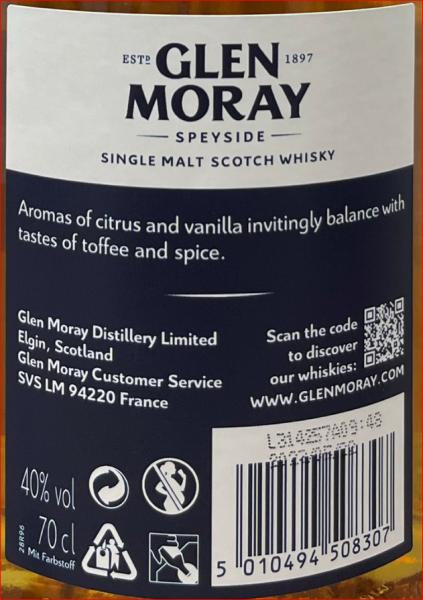 ESTD GLEN 1897
MORAY
SPEYSIDE
SINGLE MALT SCOTCH WHISKY
Aromas of citrus and vanilla invitingly balance with
tastes of toffee and spice.
Glen Moray Distillery Limited
Elgin, Scotland
Glen Moray Customer Service
SVS LM 94220 France
Scan the code
to discover
our whiskies:
WWW.GLENMORAY.COM
40% vol
70 cl
Mit Farbstoff
28R96
5 010494 508307